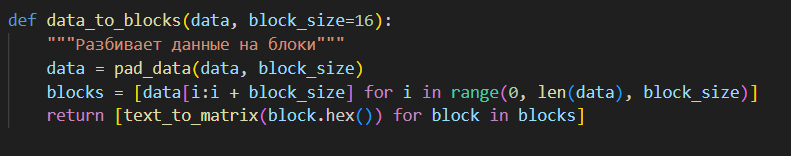 def data_to_blocks(data, block_size=16):
    """Разбивает данные на блоки"""
    data = pad_data(data, block_size)
    blocks = [data[i:i + block_size] for i in range(0, len(data), block_size)]
    return [text_to_matrix(block.hex()) for block in blocks]